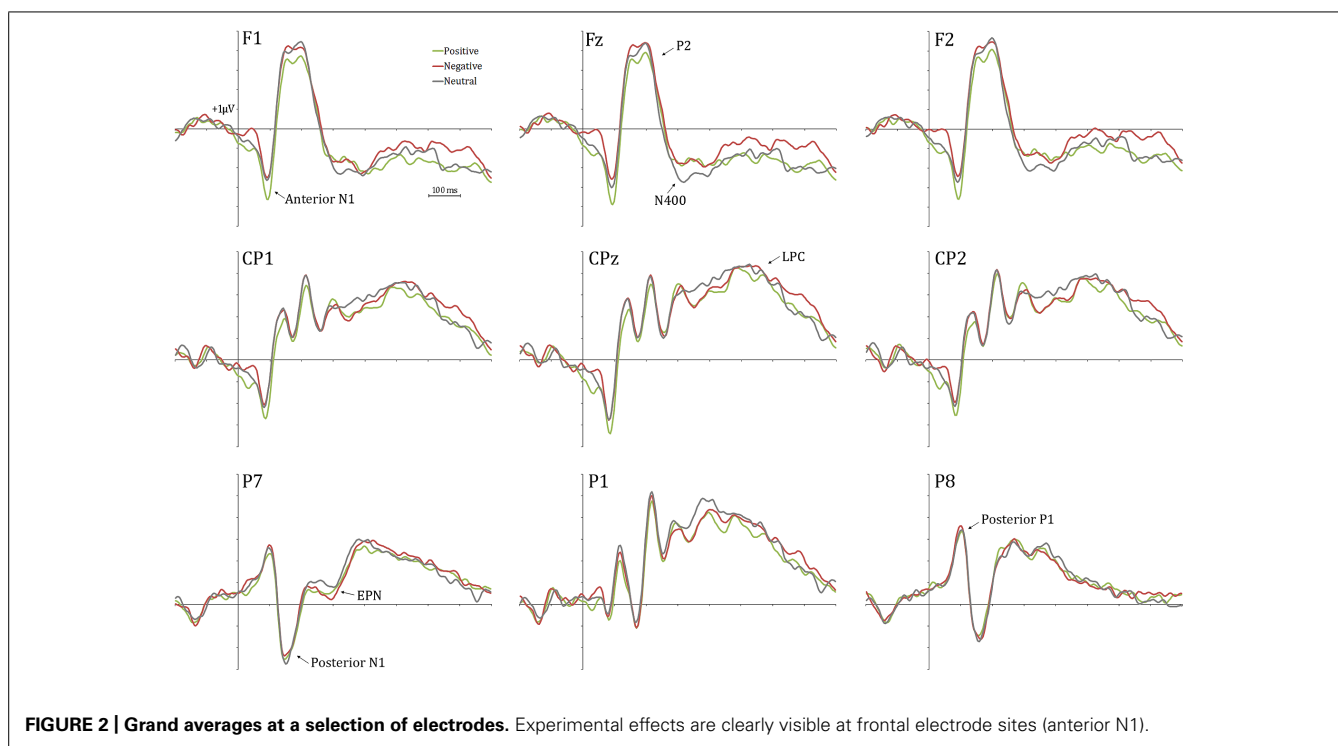 F1
Fz
F2
Positive
Negative
Neutral
P2
+1µV
Anterior N1
100 ms
N400
CP1
CPz
CP2
LPC
P7
P1
P8
Posterior P1
EPN
Posterior N1
FIGURE 2 | Grand averages at a selection of electrodes. Experimental effects are clearly visible at frontal electrode sites (anterior N1).